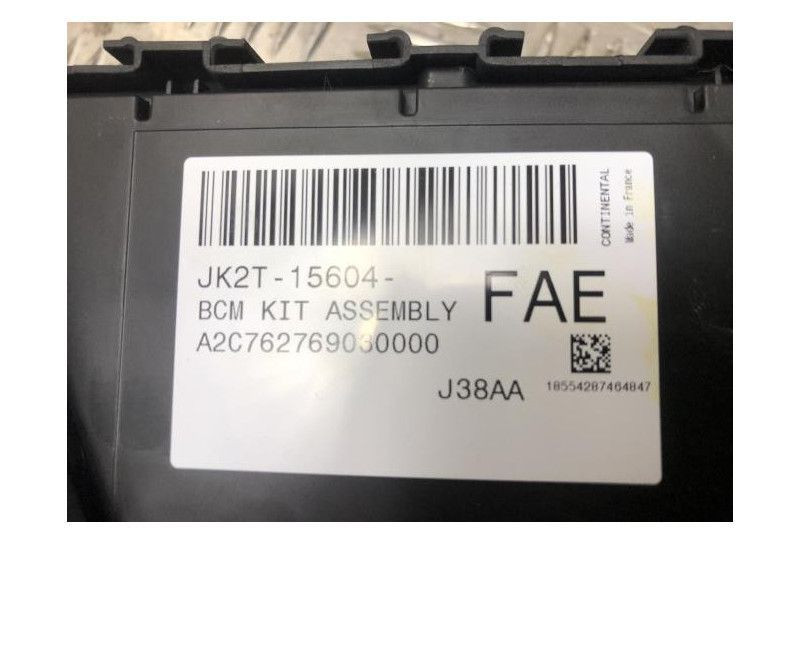 CONTINENTAL
Made in France
JK2T-15604-
FAE
BCM KIT ASSEMBLY
A2C762769030000
J38AA
18554287464847